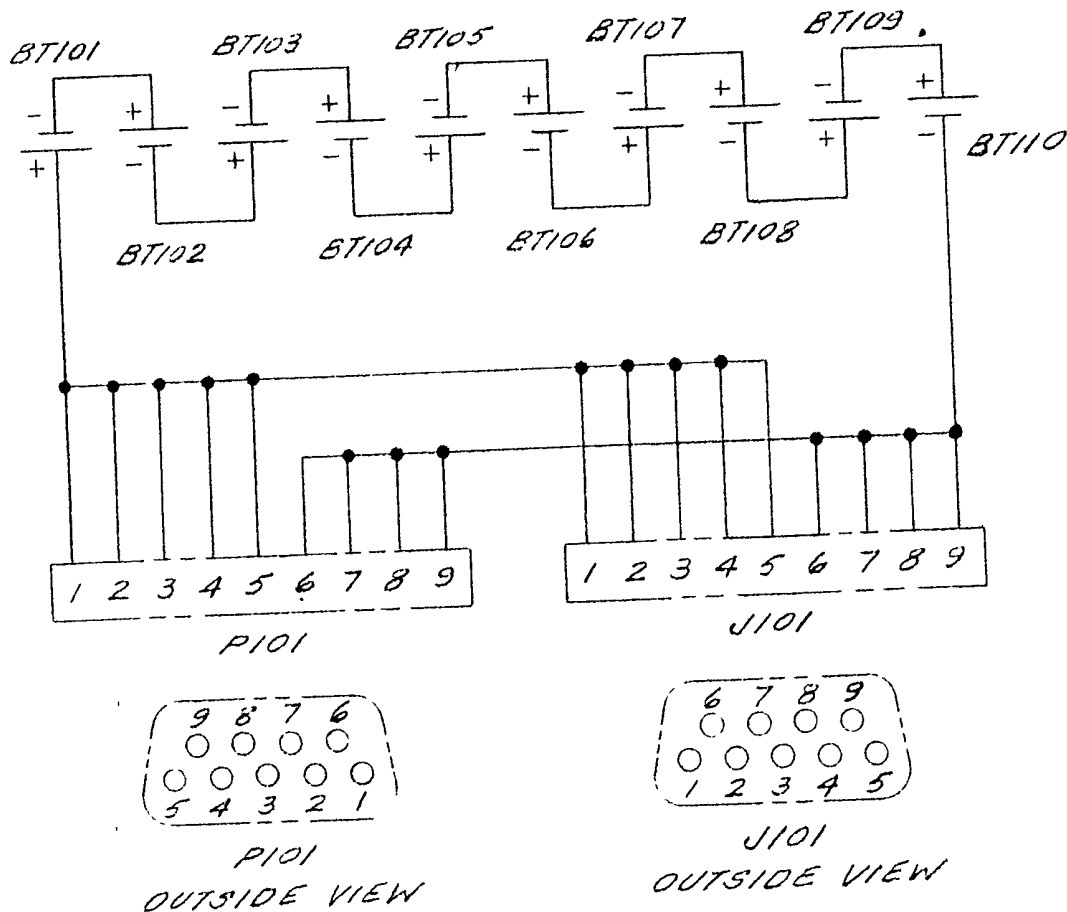 BT101 BT103 BT105 BT107 BT109
- + - + - + - + - +
+ - + - + - + - + -
BT110
BT102 BT104 BT106 BT108
1 2 3 4 5 6 7 8 9
P101
1 2 3 4 5 6 7 8 9
J101
9 8 7 6
5 4 3 2 1
P101
OUTSIDE VIEW
6 7 8 9
1 2 3 4 5
J101
OUTSIDE VIEW